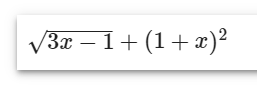 √(3x − 1) + (1 + x)²